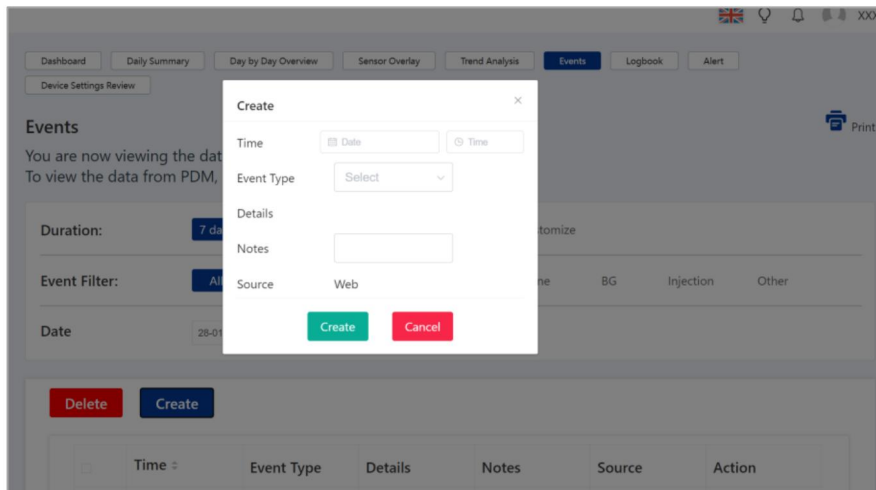 XXX
Dashboard Daily Summary Day by Day Overview Sensor Overlay Trend Analysis Events Logbook Alert
Device Settings Review
Events
Print
You are now viewing the dat
To view the data from PDM,
Create
Time Date Time
Event Type Select
Details
Notes
Source Web
Create Cancel
Duration: 7 da tomize
Event Filter: All ne BG Injection Other
Date 28-01
Delete Create
Time Event Type Details Notes Source Action